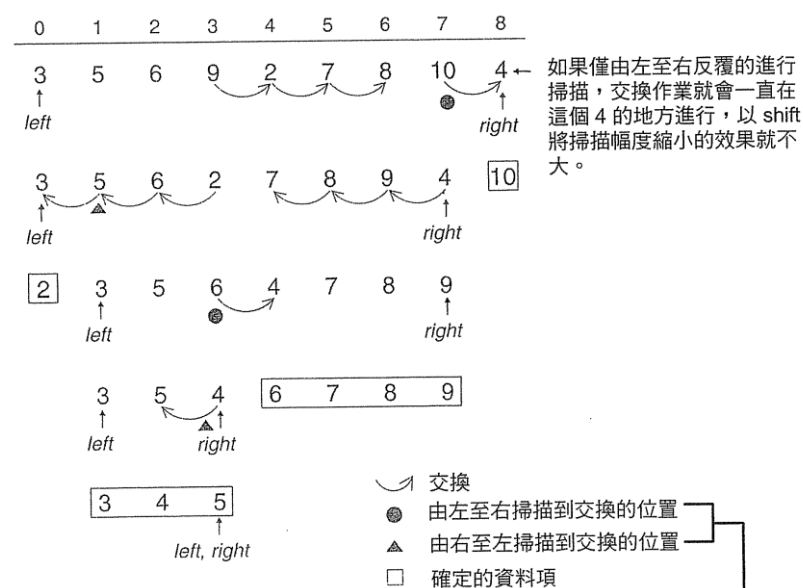 0 1 2 3 4 5 6 7 8
3 5 6 9 2 7 8 10 4
left right
如果僅由左至右反覆的進行
掃描，交換作業就會一直在
這個 4 的地方進行，以 shift
將掃描幅度縮小的效果就不
大。
3 5 6 2 7 8 9 4 10
left right
2 3 5 6 4 7 8 9
left right
3 5 4 6 7 8 9
left right
3 4 5
left, right
交換
由左至右掃描到交換的位置
由右至左掃描到交換的位置
確定的資料項